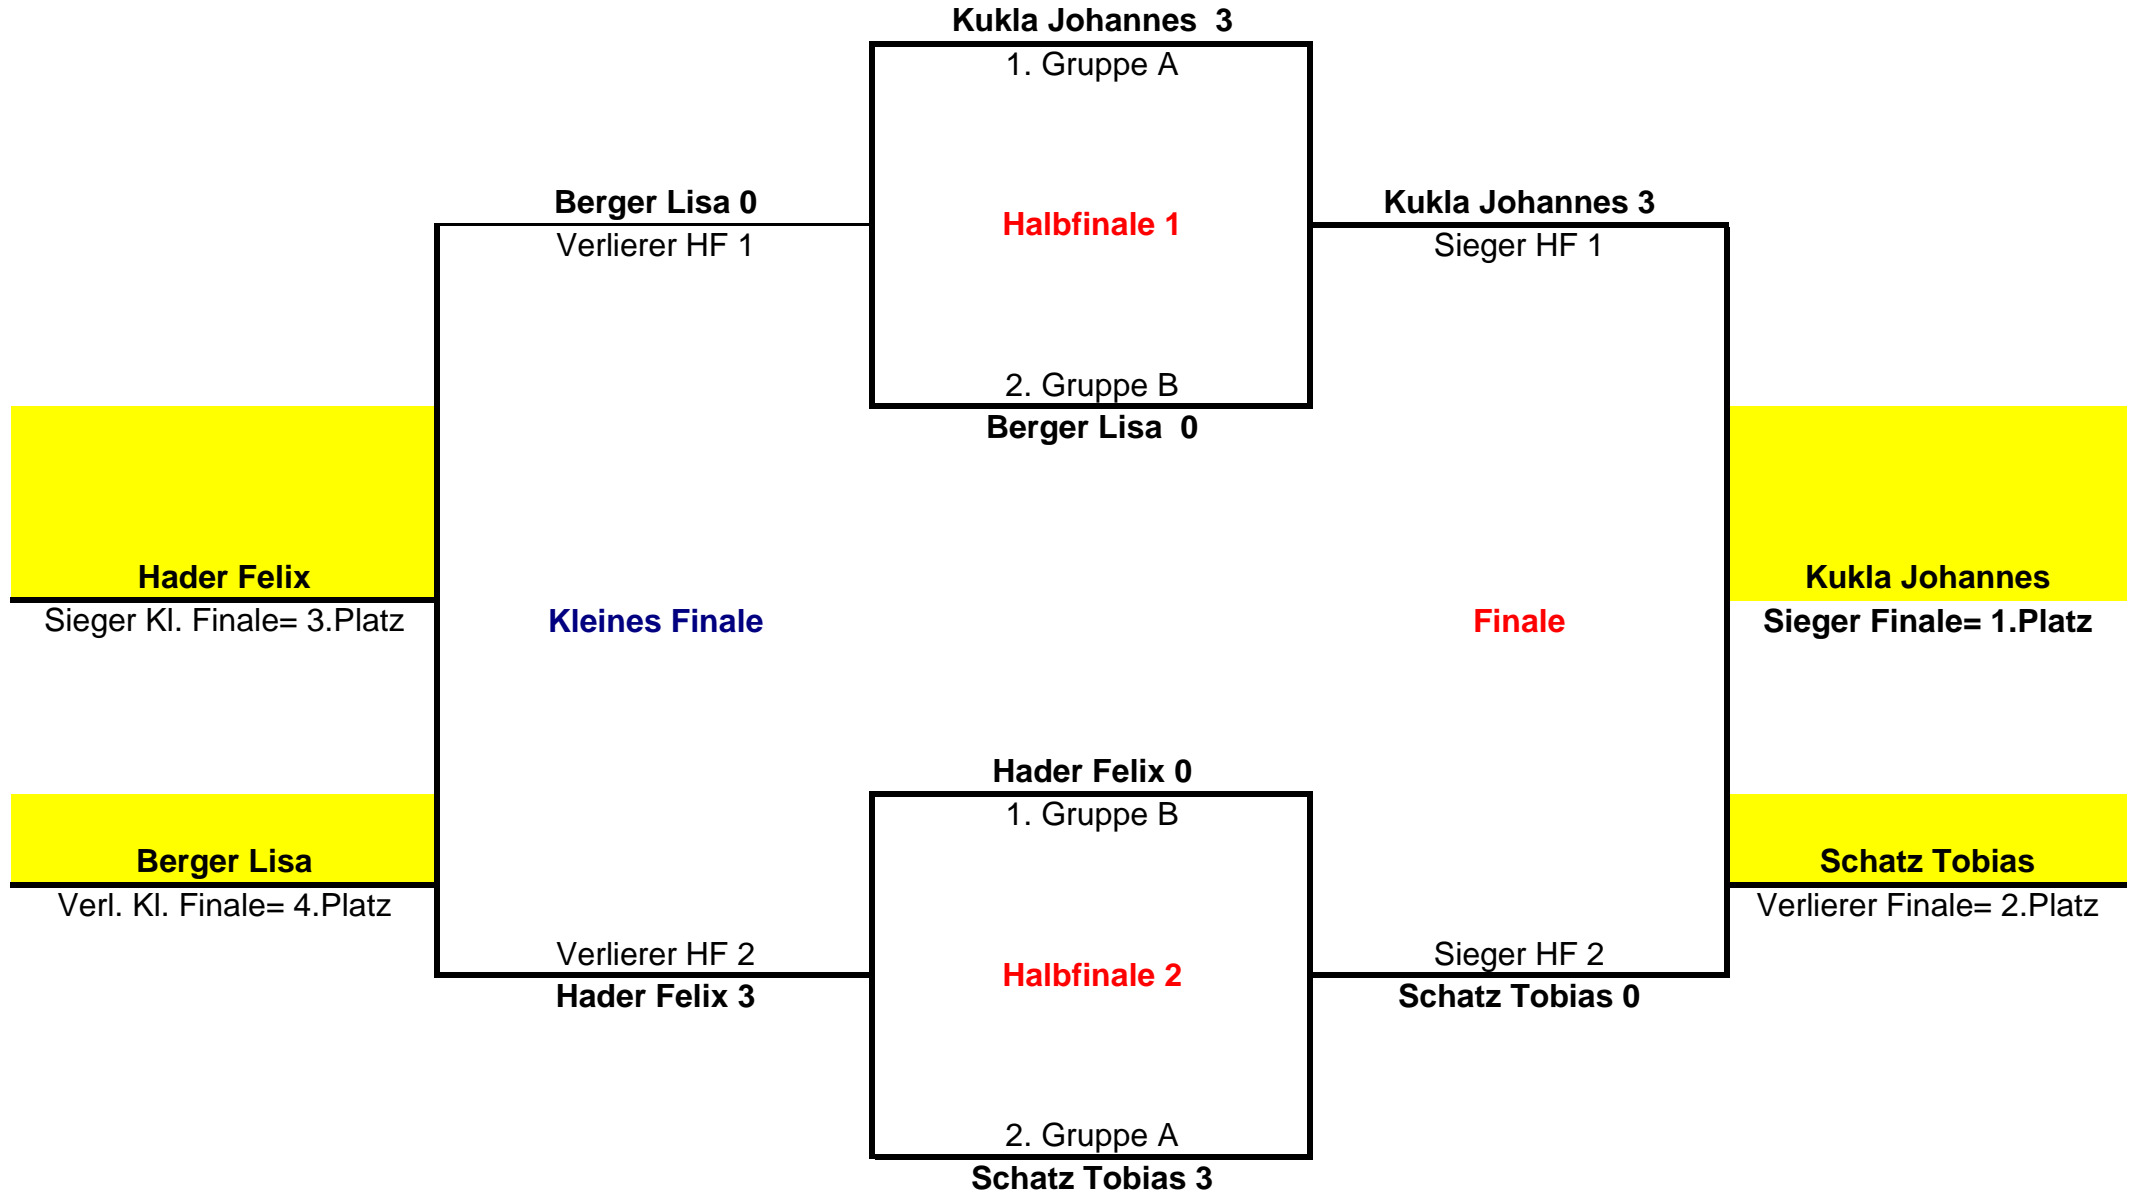 Kukla Johannes  3
1. Gruppe A
Berger Lisa 0
Kukla Johannes 3
Halbfinale 1
Verlierer HF 1
Sieger HF 1
2. Gruppe B
Berger Lisa  0
Hader Felix
Kukla Johannes
Sieger Kl. Finale= 3.Platz
Kleines Finale
Finale
Sieger Finale= 1.Platz
Hader Felix 0
1. Gruppe B
Berger Lisa
Schatz Tobias
Verl. Kl. Finale= 4.Platz
Verlierer Finale= 2.Platz
Verlierer HF 2
Sieger HF 2
Halbfinale 2
Hader Felix 3
Schatz Tobias 0
2. Gruppe A
Schatz Tobias 3